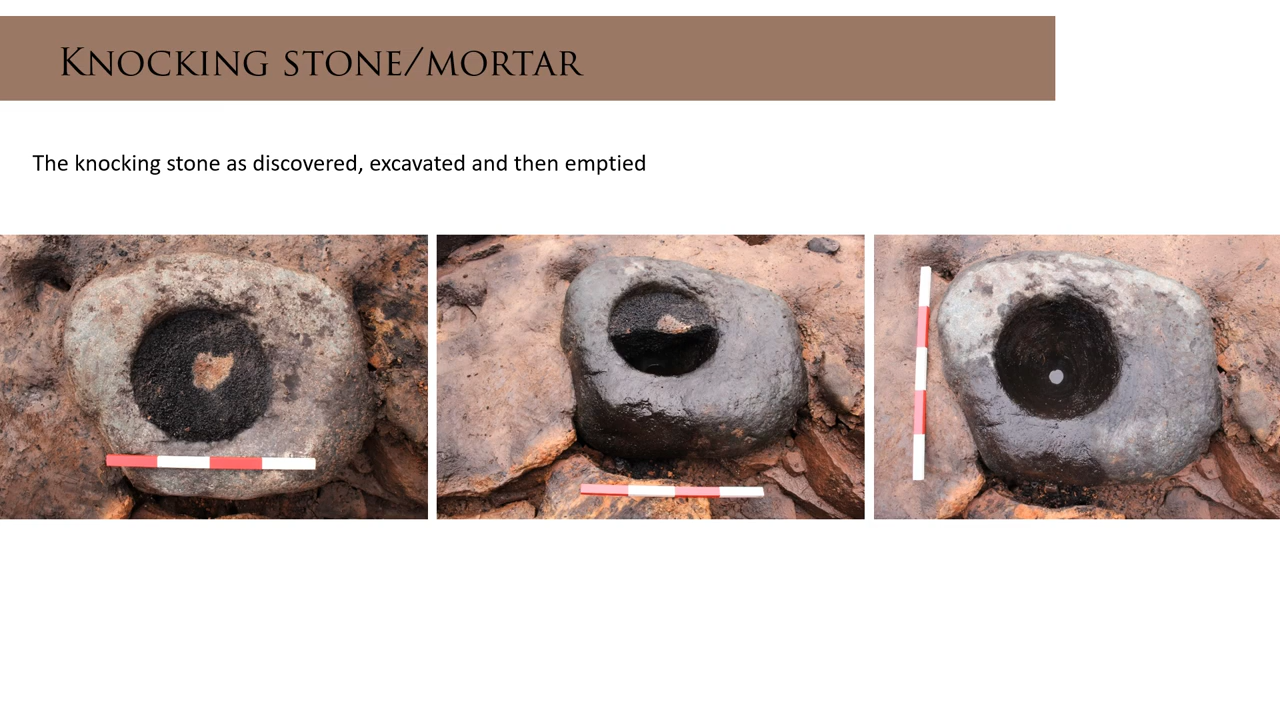 Knocking stone/mortar
The knocking stone as discovered, excavated and then emptied